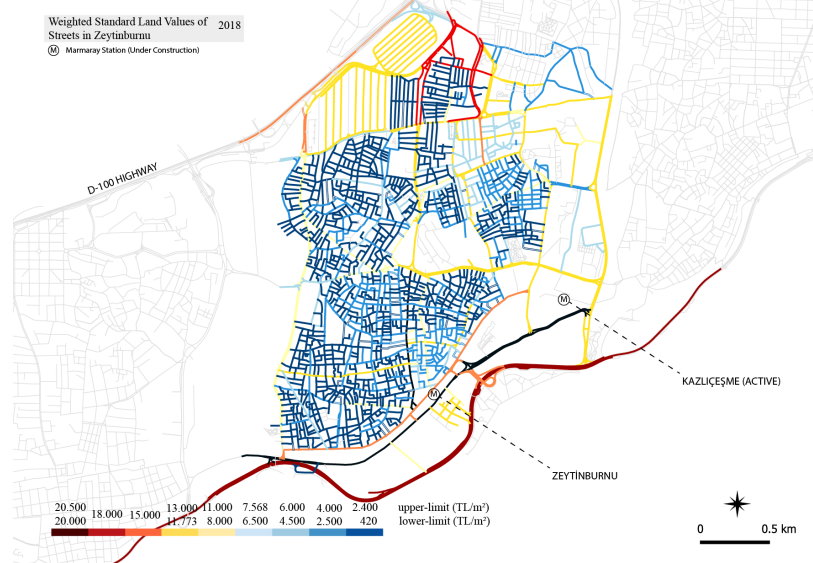 Weighted Standard Land Values of
Streets in Zeytinburnu
2018
M Marmaray Station (Under Construction)
D-100 HIGHWAY
M
KAZLIÇEŞME (ACTIVE)
M
ZEYTİNBURNU
20.500 18.000 15.000 13.000 11.000 7.568 6.000 4.000 2.400 upper-limit (TL/m²)
20.000 11.773 8.000 6.500 4.500 2.500 420 lower-limit (TL/m²)
0 0.5 km